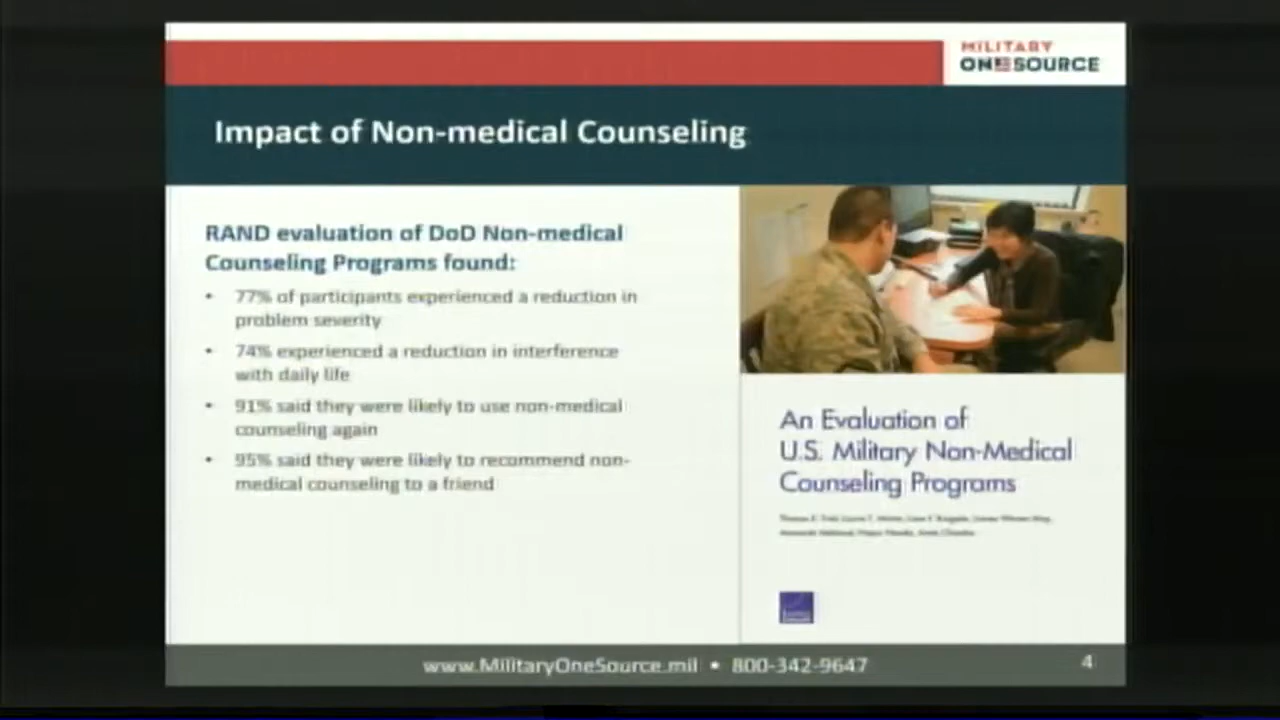 MILITARY
ONESOURCE
Impact of Non-medical Counseling
RAND evaluation of DoD Non-medical
Counseling Programs found:
• 77% of participants experienced a reduction in
problem severity
• 74% experienced a reduction in interference
with daily life
• 91% said they were likely to use non-medical
counseling again
• 95% said they were likely to recommend non-
medical counseling to a friend
An Evaluation of
U.S. Military Non-Medical
Counseling Programs
www.MilitaryOneSource.mil • 800-342-9647
4